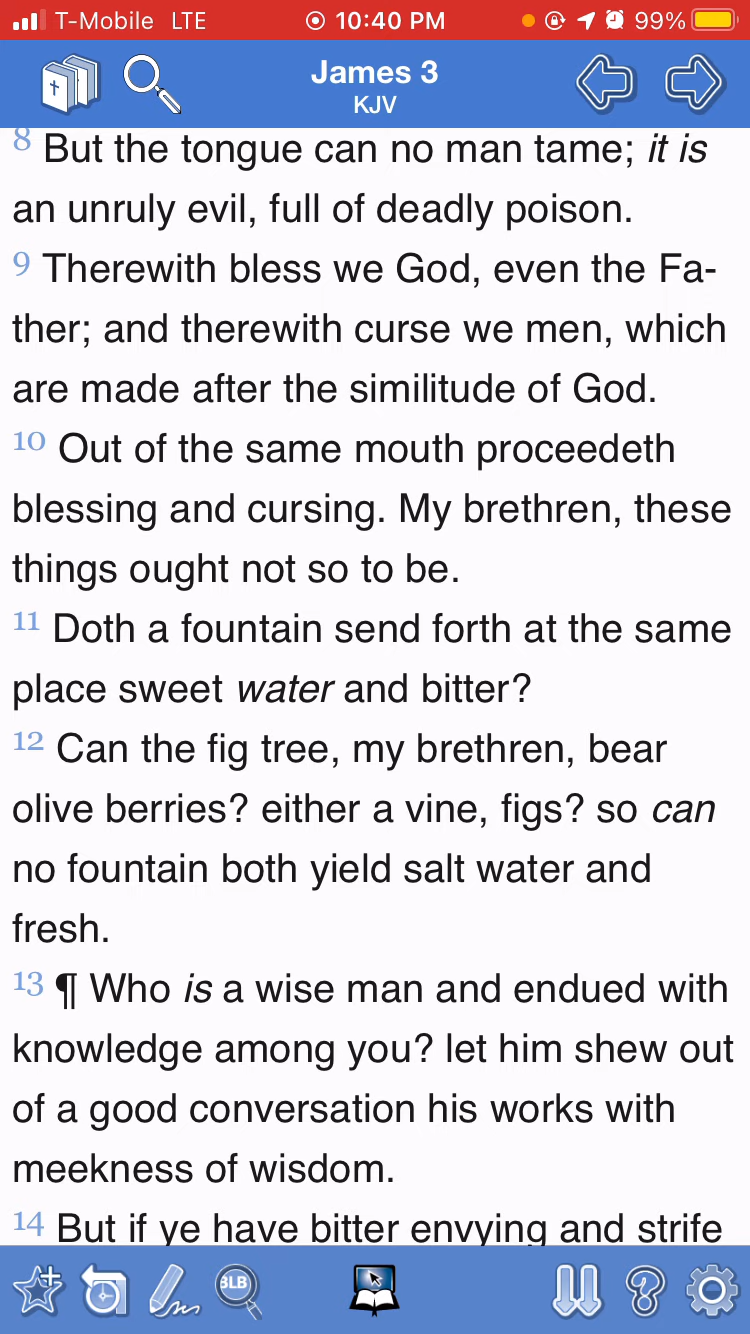 T-Mobile LTE 10:40 PM 99%
James 3
KJV
8 But the tongue can no man tame; it is
an unruly evil, full of deadly poison.
9 Therewith bless we God, even the Fa-
ther; and therewith curse we men, which
are made after the similitude of God.
10 Out of the same mouth proceedeth
blessing and cursing. My brethren, these
things ought not so to be.
11 Doth a fountain send forth at the same
place sweet water and bitter?
12 Can the fig tree, my brethren, bear
olive berries? either a vine, figs? so can
no fountain both yield salt water and
fresh.
13 ¶ Who is a wise man and endued with
knowledge among you? let him shew out
of a good conversation his works with
meekness of wisdom.
14 But if ye have bitter envying and strife
BLB